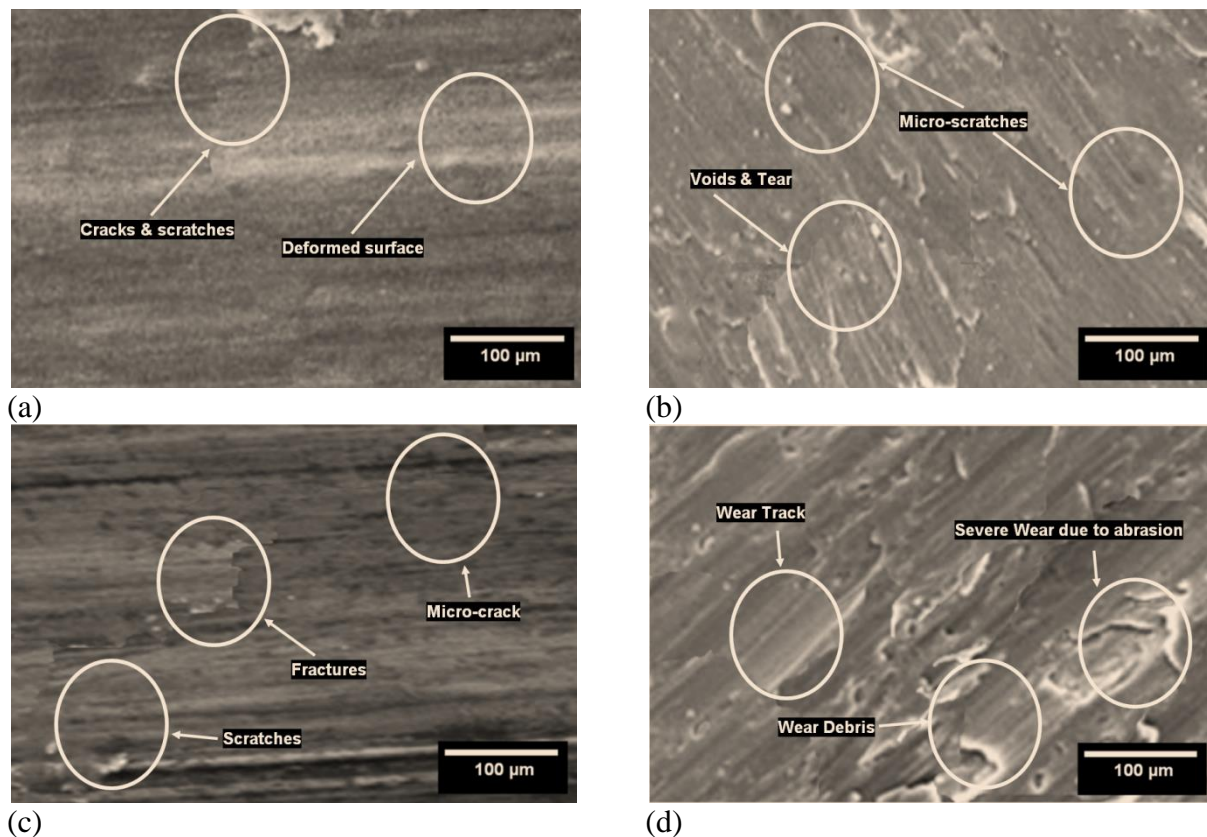 Cracks & scratches
Deformed surface
100 µm
(a)
Micro-scratches
Voids & Tear
100 µm
(b)
Micro-crack
Fractures
Scratches
100 µm
(c)
Wear Track
Severe Wear due to abrasion
Wear Debris
100 µm
(d)